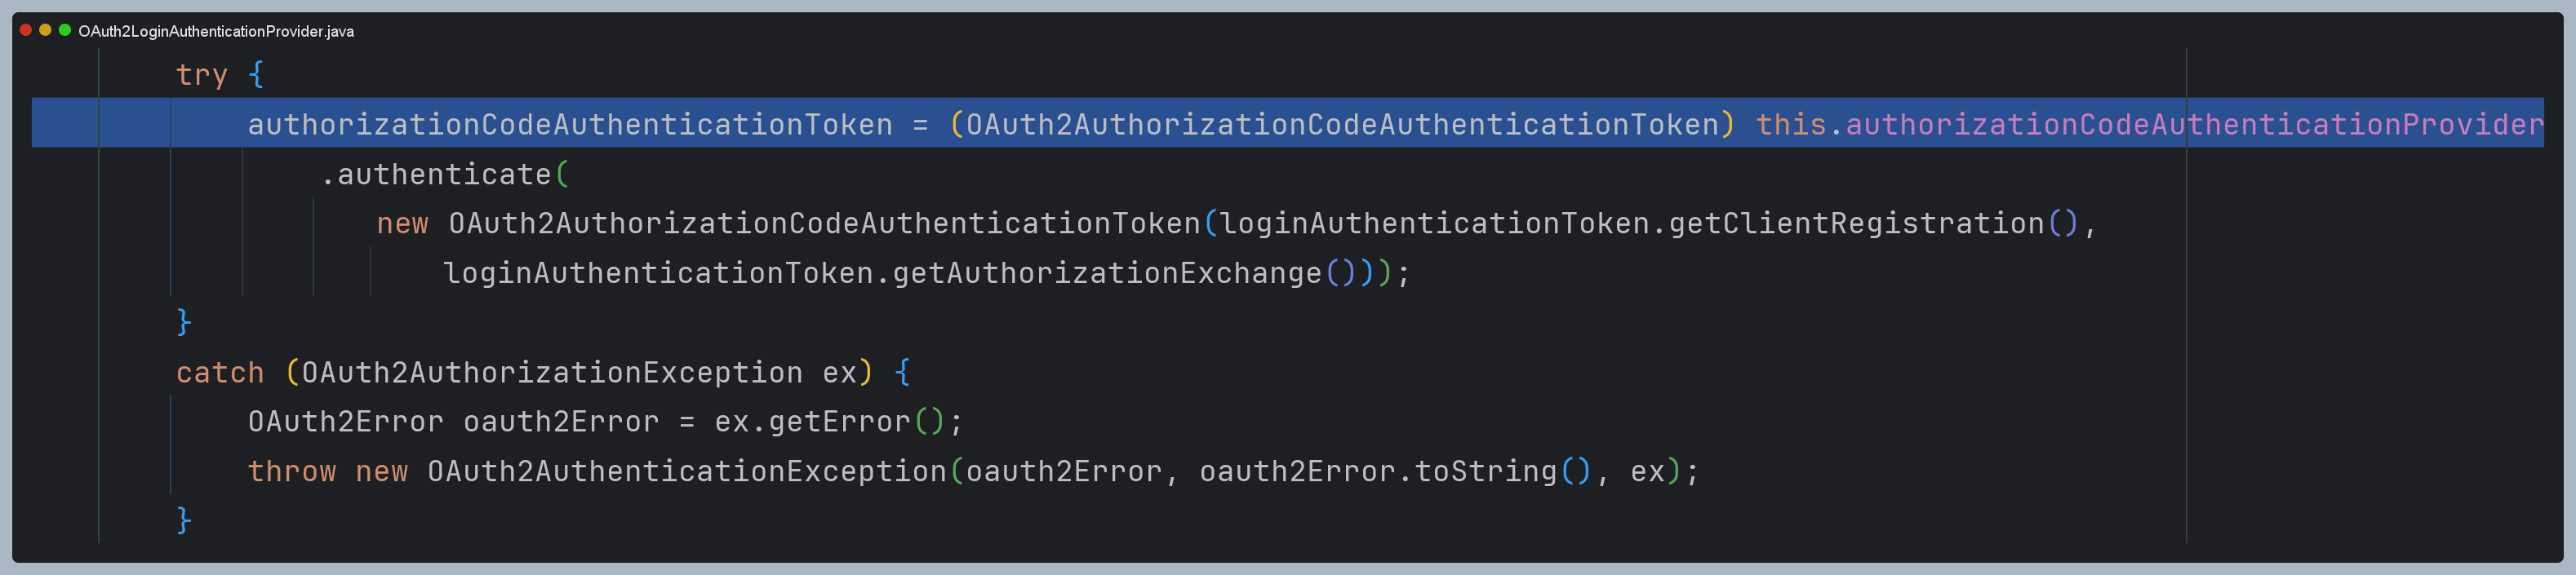 OAuth2LoginAuthenticationProvider.java
try {
authorizationCodeAuthenticationToken = (OAuth2AuthorizationCodeAuthenticationToken) this.authorizationCodeAuthenticationProvider
.authenticate(
new OAuth2AuthorizationCodeAuthenticationToken(loginAuthenticationToken.getClientRegistration(),
loginAuthenticationToken.getAuthorizationExchange()));
}
catch (OAuth2AuthorizationException ex) {
OAuth2Error oauth2Error = ex.getError();
throw new OAuth2AuthenticationException(oauth2Error, oauth2Error.toString(), ex);
}